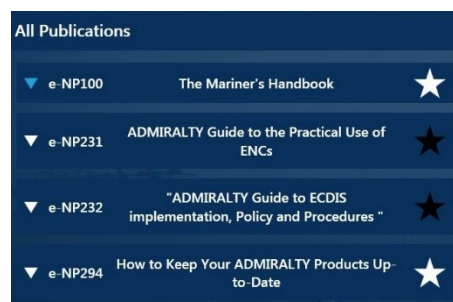 All Publications
e-NP100 The Mariner's Handbook
e-NP231 ADMIRALTY Guide to the Practical Use of
ENCs
e-NP232 "ADMIRALTY Guide to ECDIS
implementation, Policy and Procedures "
e-NP294 How to Keep Your ADMIRALTY Products Up-
to-Date